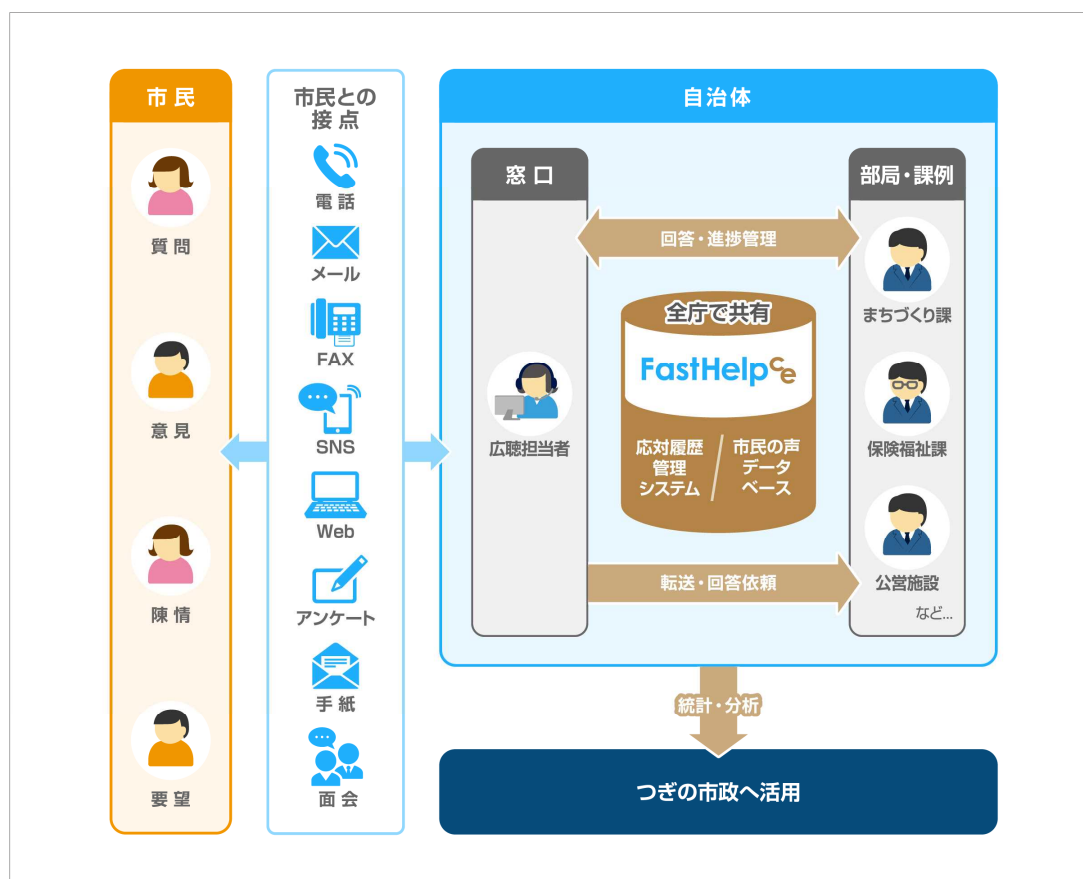 市民
質問
意見
陳情
要望
市民との
接点
電話
メール
FAX
SNS
Web
アンケート
手紙
面会
自治体
窓口
広聴担当者
回答・進捗管理
全庁で共有
FastHelpCe
応対履歴
管理
システム
市民の声
データ
ベース
転送・回答依頼
部局・課例
まちづくり課
保険福祉課
公営施設
など...
統計・分析
つぎの市政へ活用